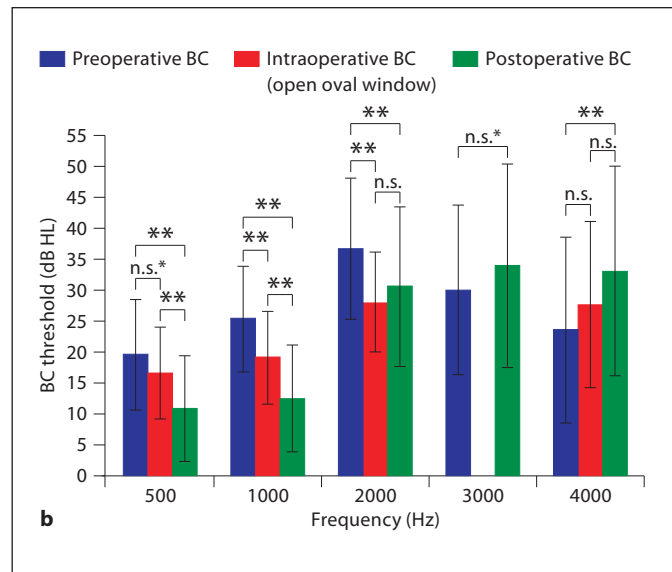 Preoperative BC Intraoperative BC Postoperative BC
(open oval window)
BC threshold (dB HL)
55
50
45
40
35
30
25
20
15
10
5
0
**
n.s.*
**
**
**
**
**
**
n.s.
n.s.*
**
n.s.
n.s.
500 1000 2000 3000 4000
Frequency (Hz)
b